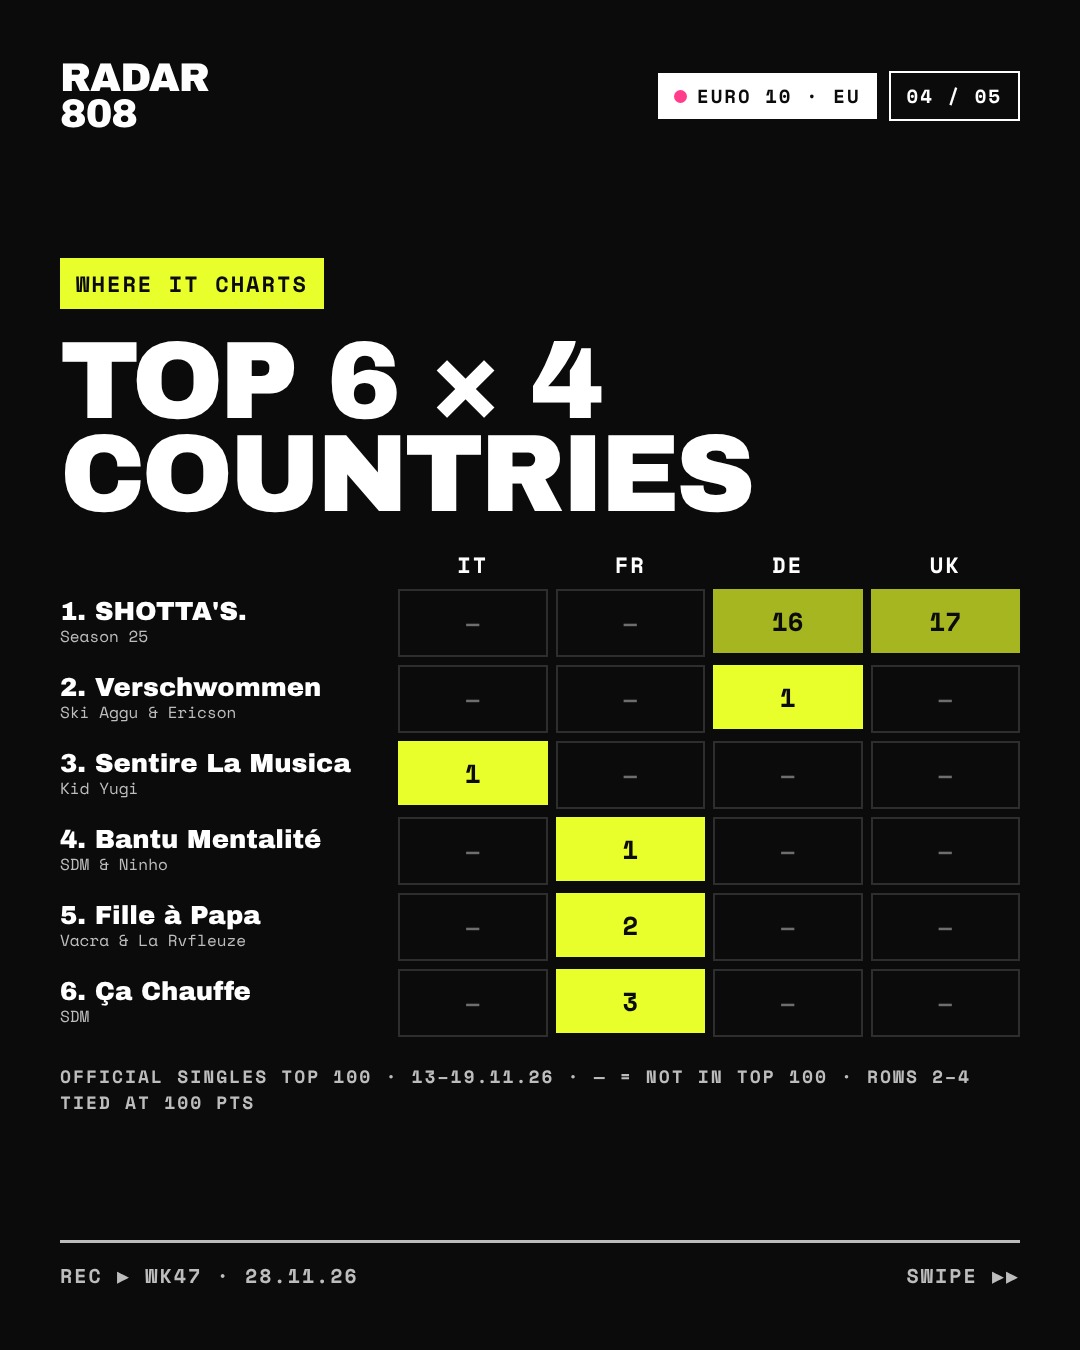 RADAR
808
EURO 10 · EU
04 / 05
WHERE IT CHARTS
TOP 6 × 4
COUNTRIES
IT FR DE UK
1. SHOTTA'S. – – 16 17
Season 25
2. Verschwommen – – 1 –
Ski Aggu & Ericson
3. Sentire La Musica 1 – – –
Kid Yugi
4. Bantu Mentalité – 1 – –
SDM & Ninho
5. Fille à Papa – 2 – –
Vacra & La Rvfleuze
6. Ça Chauffe – 3 – –
SDM
OFFICIAL SINGLES TOP 100 · 13–19.11.26 · – = NOT IN TOP 100 · ROWS 2–4
TIED AT 100 PTS
REC ▶ WK47 · 28.11.26
SWIPE ▶▶